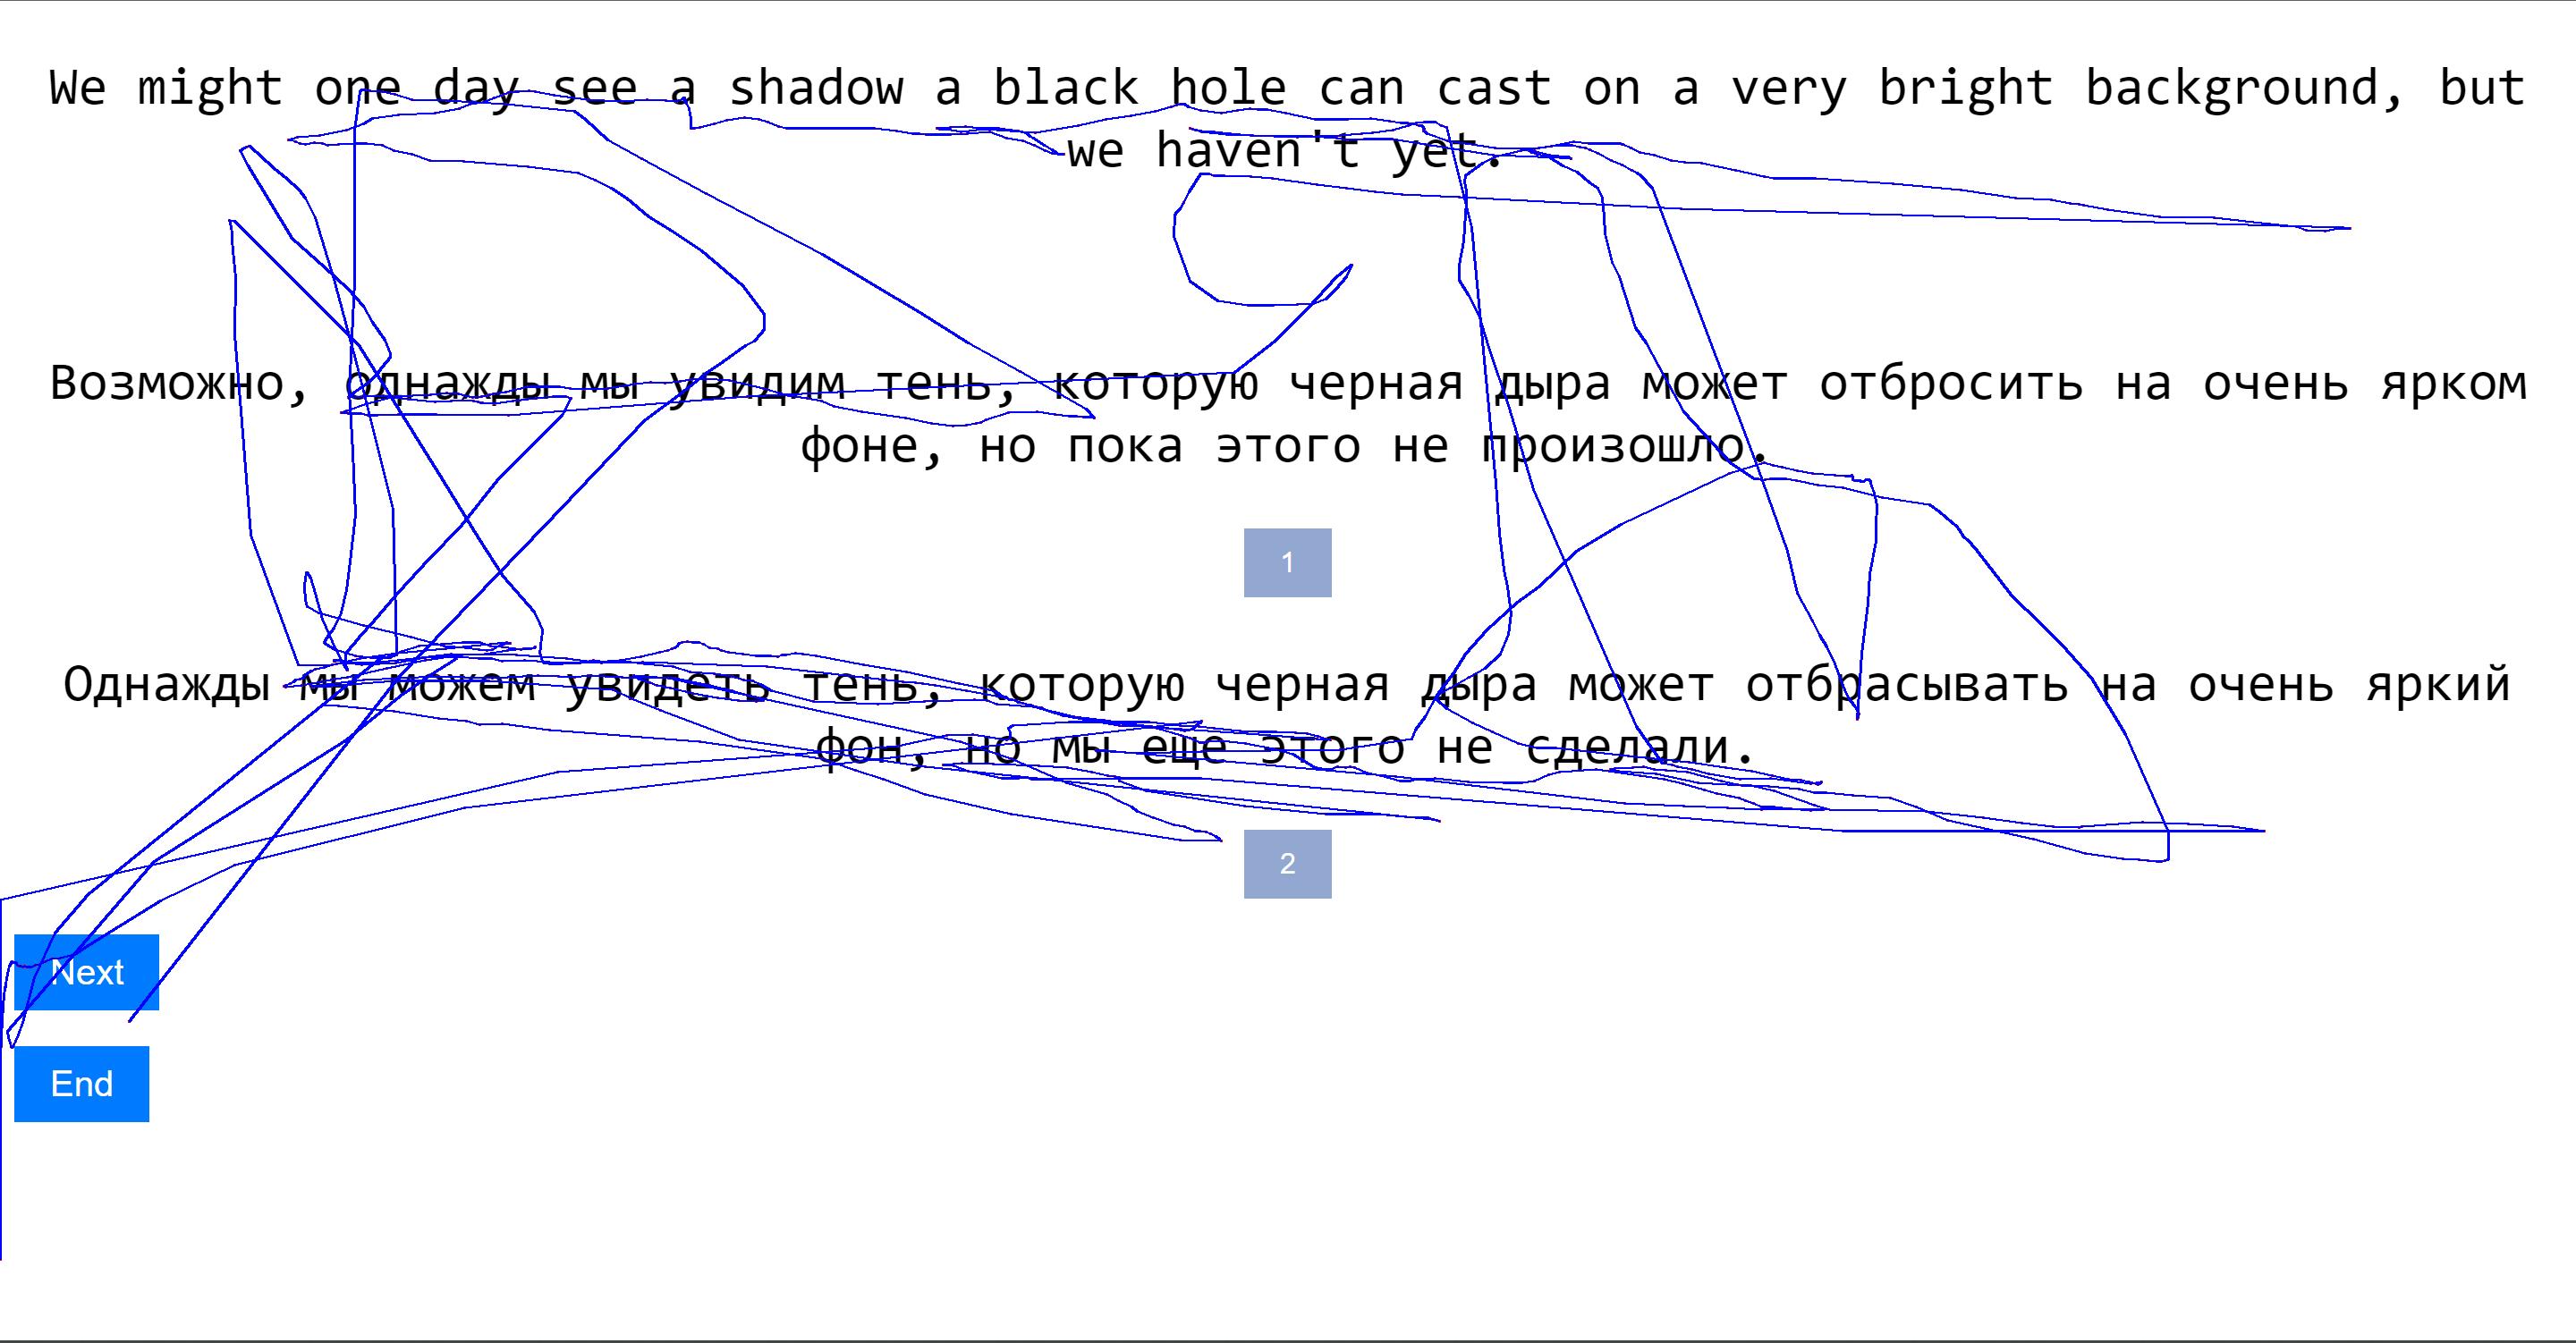 We might one day see a shadow a black hole can cast on a very bright background, but
we haven't yet.
Возможно, однажды мы увидим тень, которую черная дыра может отбросить на очень ярком
фоне, но пока этого не произошло.
1
Однажды мы можем увидеть тень, которую черная дыра может отбрасывать на очень яркий
фон, но мы еще этого не сделали.
2
Next
End